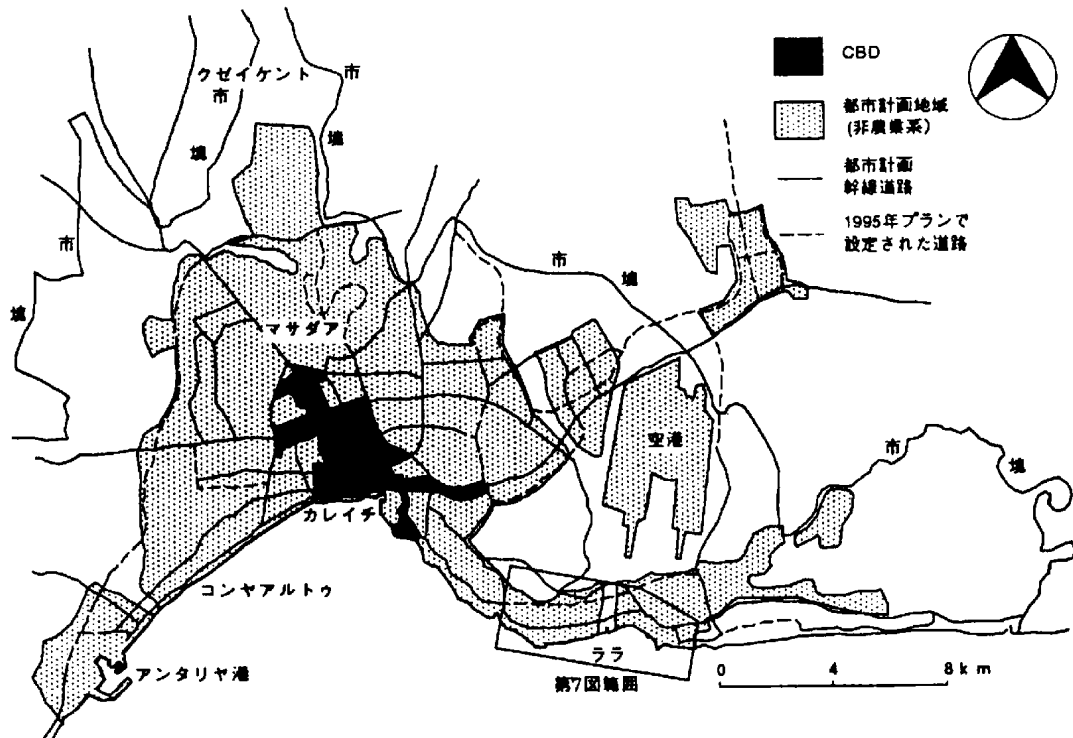 CBD
都市計画地域
(非農業系)
都市計画
幹線道路
1995年プランで
設定された道路
クゼイケント
市
境
市
境
市
境
市
境
市
境
マサダア
空港
カレイチ
コンヤアルトゥ
アンタリヤ港
ララ
第7図範囲
0 4 8km